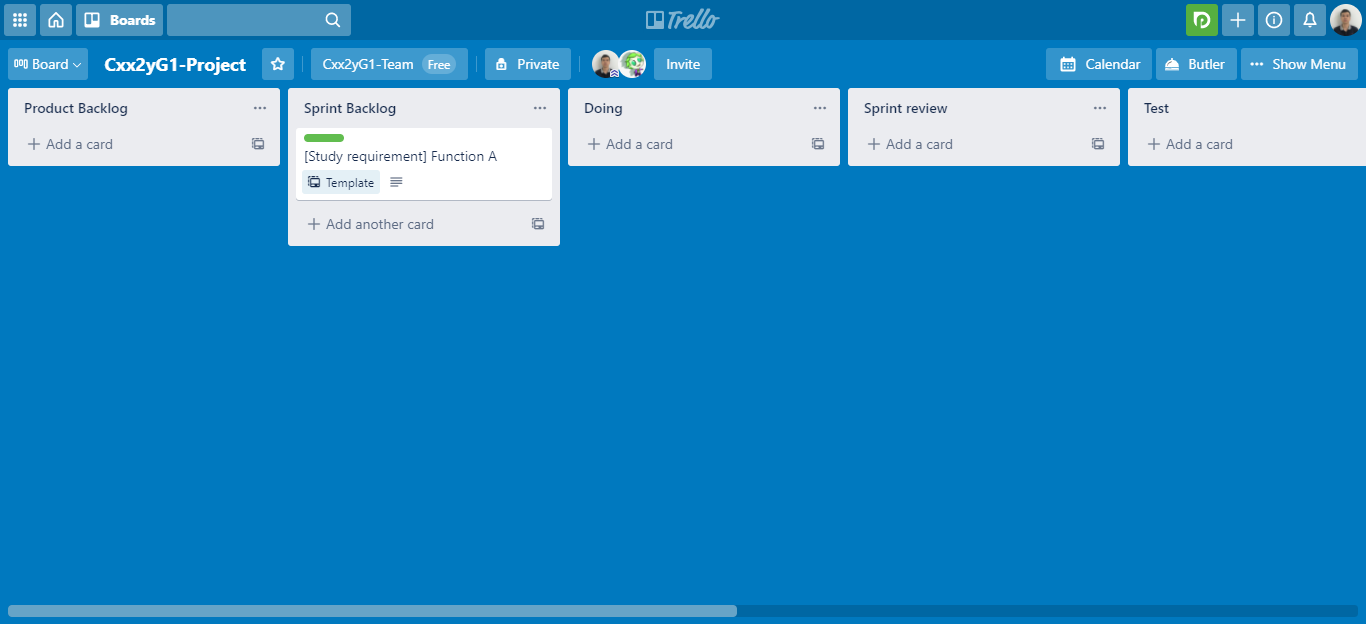 Boards
Trello
Board
Cxx2yG1-Project
Cxx2yG1-Team Free
Private
Invite
Calendar
Butler
Show Menu
Product Backlog
Add a card
Sprint Backlog
[Study requirement] Function A
Template
Add another card
Doing
Add a card
Sprint review
Add a card
Test
Add a card